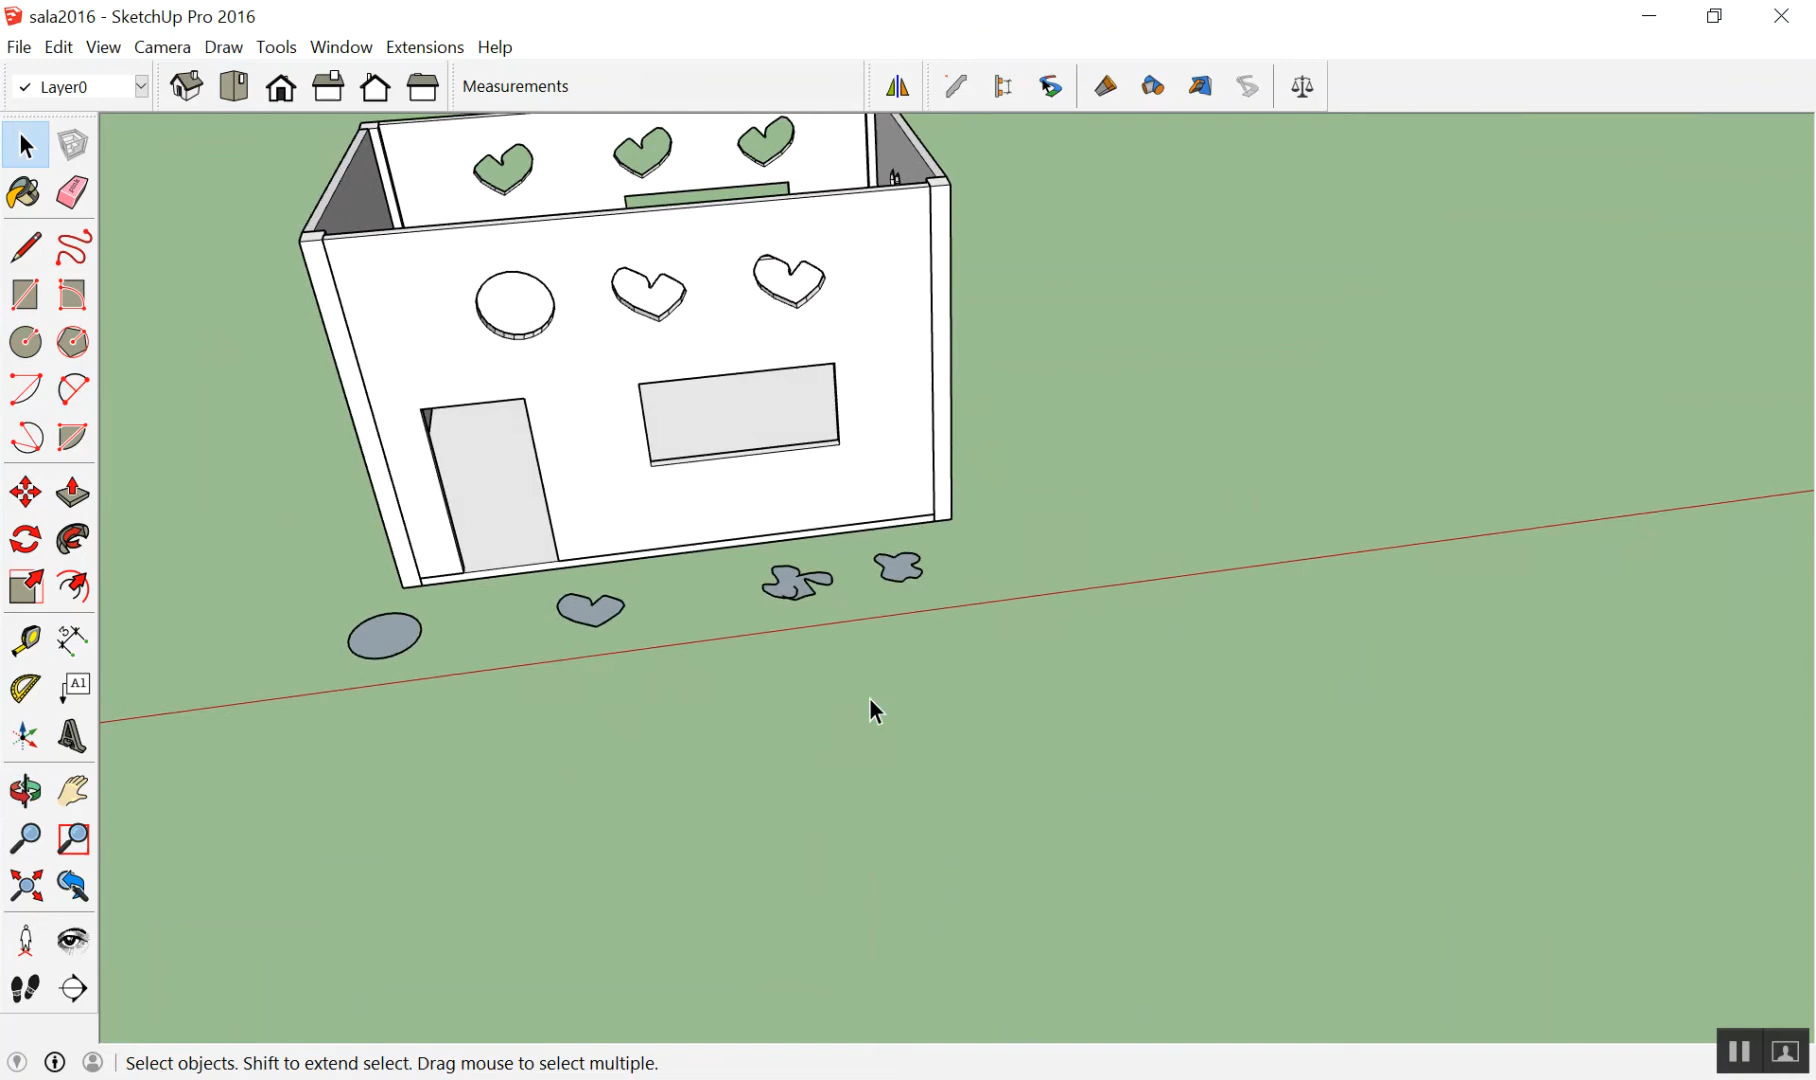 sala2016 - SketchUp Pro 2016
File Edit View Camera Draw Tools Window Extensions Help
Layer0
Measurements
A1
Select objects. Shift to extend select. Drag mouse to select multiple.